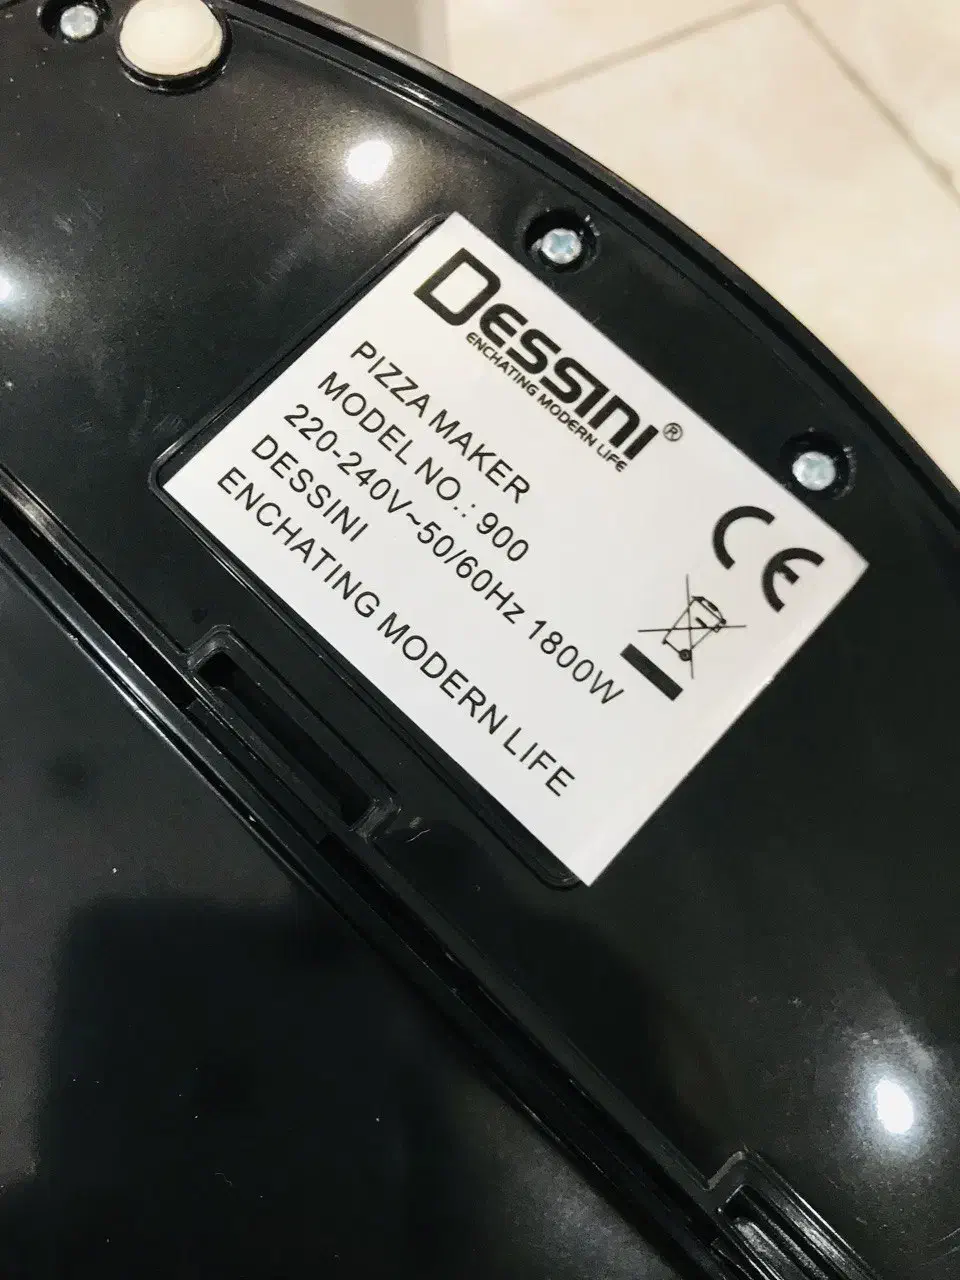 DESSINI®
ENCHATING MODERN LIFE
PIZZA MAKER
MODEL NO.: 900
220-240V~50/60Hz 1800W
DESSINI
ENCHATING MODERN LIFE
CE